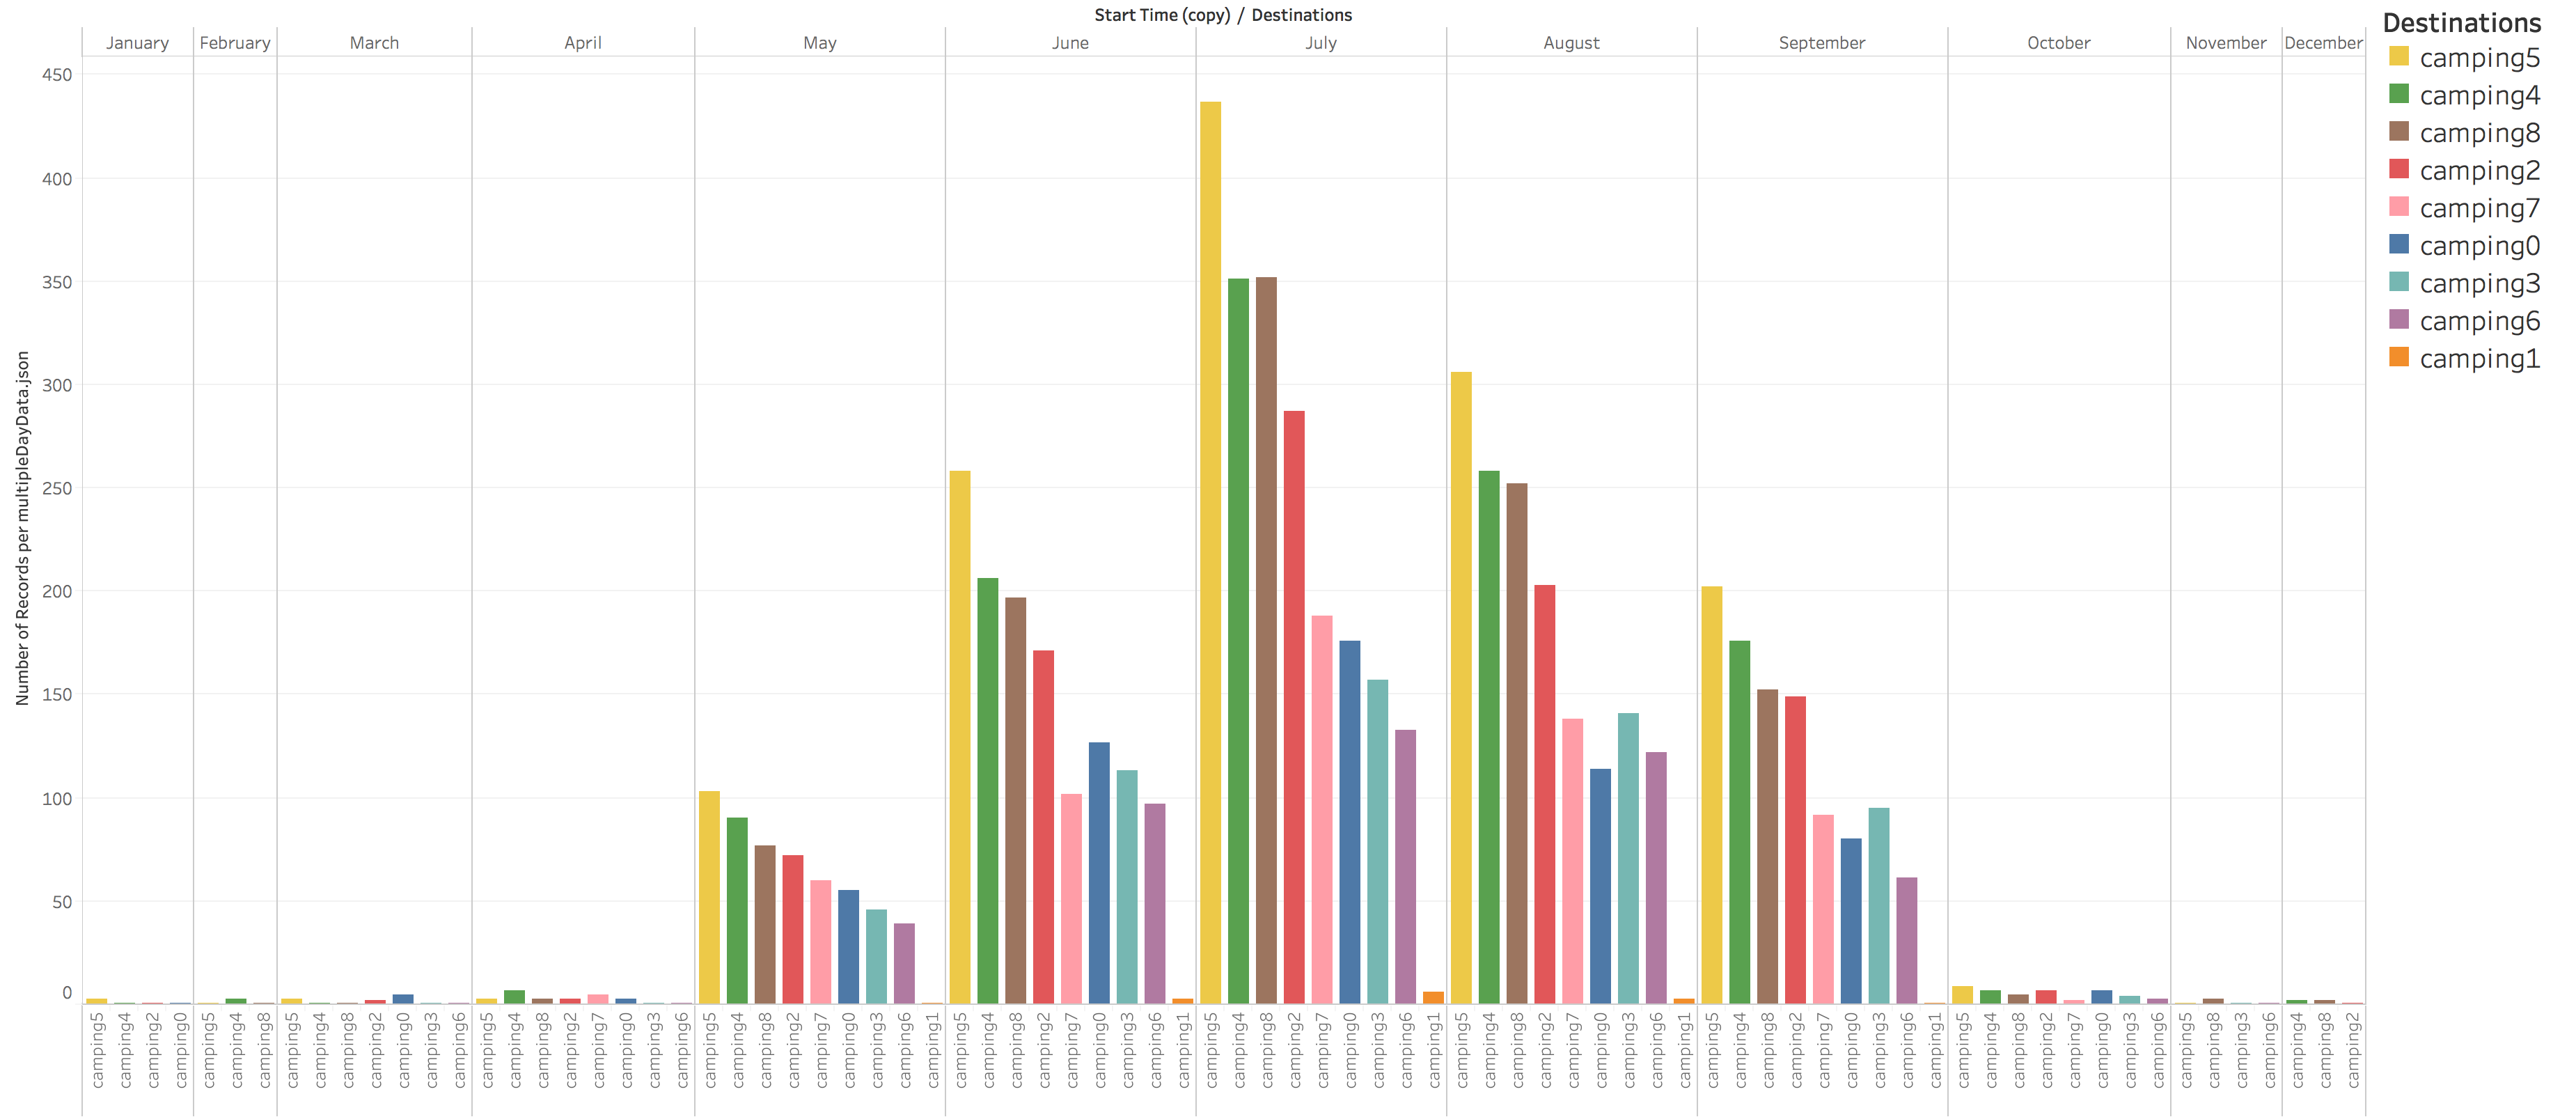 Start Time (copy) / Destinations
January February March April May June July August September October November December
Number of Records per multipleDayData.json
450
400
350
300
250
200
150
100
50
0
camping5 camping4 camping2 camping0 camping5 camping4 camping8 camping5 camping4 camping8 camping2 camping0 camping3 camping6 camping5 camping4 camping8 camping2 camping7 camping0 camping3 camping6 camping5 camping4 camping8 camping2 camping7 camping0 camping3 camping6 camping1 camping5 camping4 camping8 camping2 camping7 camping0 camping3 camping6 camping1 camping5 camping4 camping8 camping2 camping7 camping0 camping3 camping6 camping1 camping5 camping4 camping8 camping2 camping7 camping0 camping3 camping6 camping1 camping5 camping4 camping8 camping2 camping7 camping0 camping3 camping6 camping1 camping5 camping4 camping8 camping2 camping7 camping0 camping3 camping6 camping5 camping8 camping3 camping6 camping4 camping8 camping2
Destinations
camping5
camping4
camping8
camping2
camping7
camping0
camping3
camping6
camping1